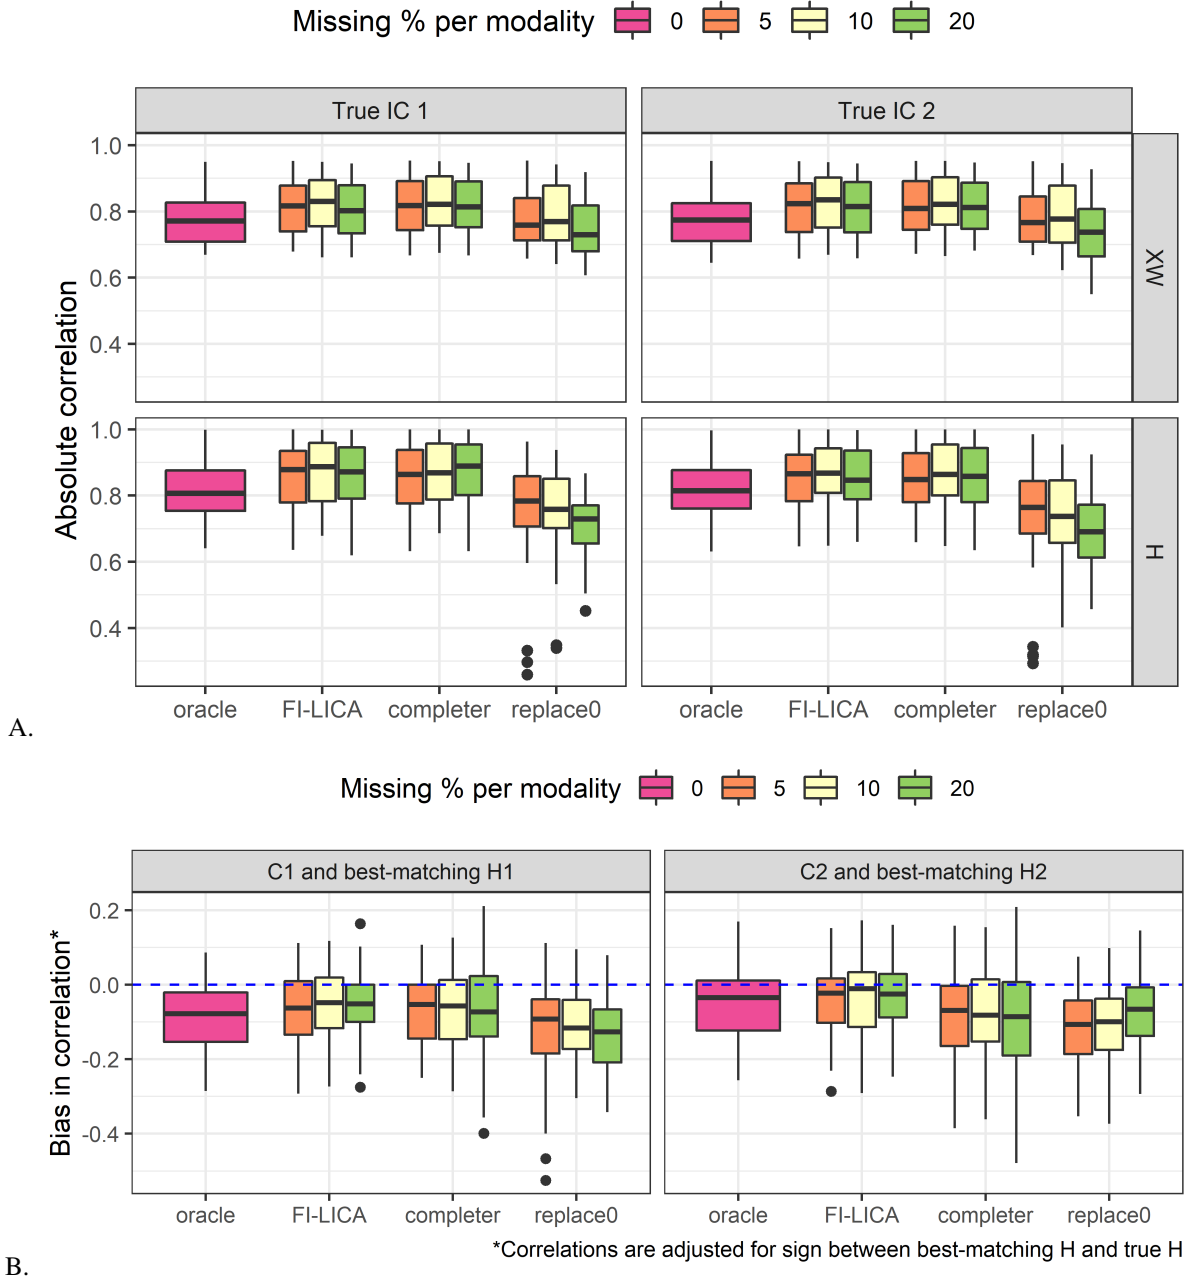 Missing % per modality 0 5 10 20
True IC 1 True IC 2
1.0
0.8
0.6
0.4
XW
Absolute correlation
1.0
0.8
0.6
0.4
H
oracle FI-LICA completer replace0 oracle FI-LICA completer replace0
A.
Missing % per modality 0 5 10 20
C1 and best-matching H1 C2 and best-matching H2
0.2
0.0
-0.2
-0.4
Bias in correlation*
oracle FI-LICA completer replace0 oracle FI-LICA completer replace0
*Correlations are adjusted for sign between best-matching H and true H
B.